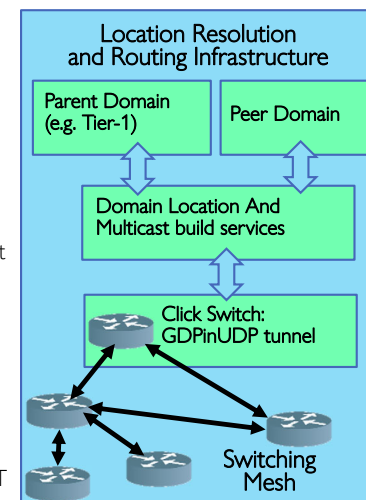 Location Resolution
and Routing Infrastructure
Parent Domain
(e.g. Tier-1)
Peer Domain
Domain Location And
Multicast build services
t
Click Switch:
GDPinUDP tunnel
Switching
Mesh
T